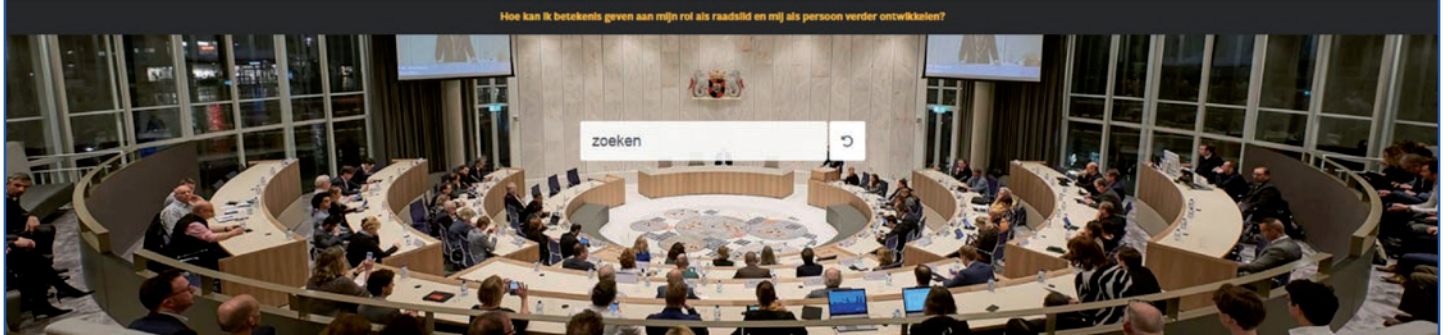 Hoe kan ik betekenis geven aan mijn rol als raadslid en mij als persoon verder ontwikkelen?
zoeken